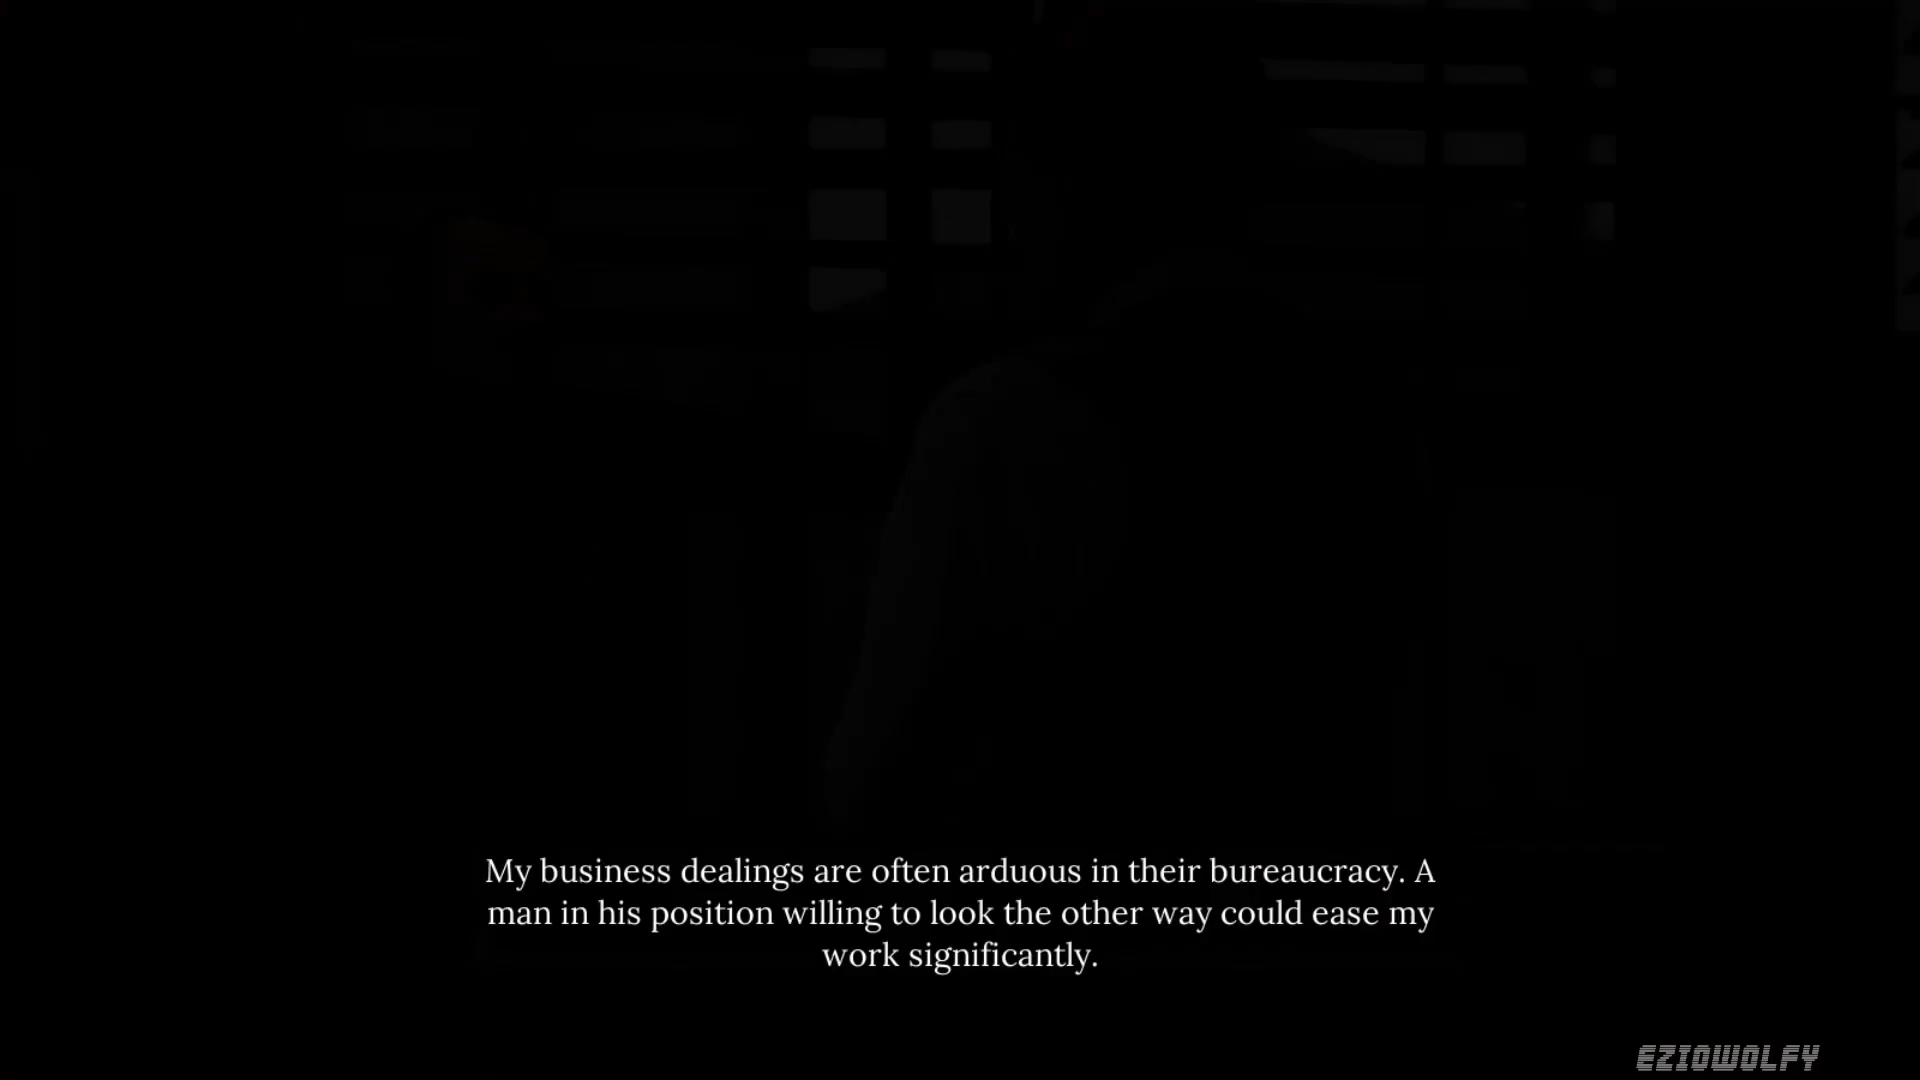 My business dealings are often arduous in their bureaucracy. A
man in his position willing to look the other way could ease my
work significantly.
EZIOWOLFY